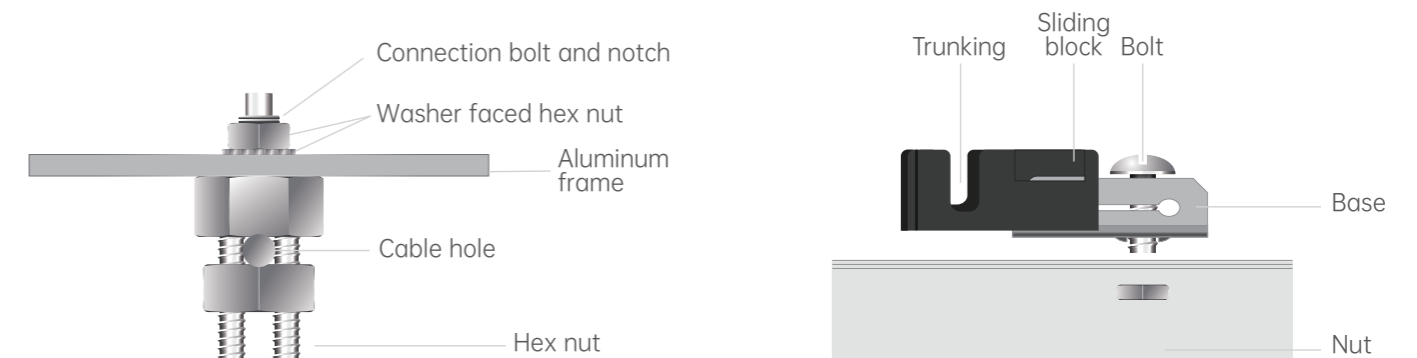 Connection bolt and notch
Washer faced hex nut
Aluminum
frame
Cable hole
Hex nut
Sliding
Trunking block Bolt
Base
Nut